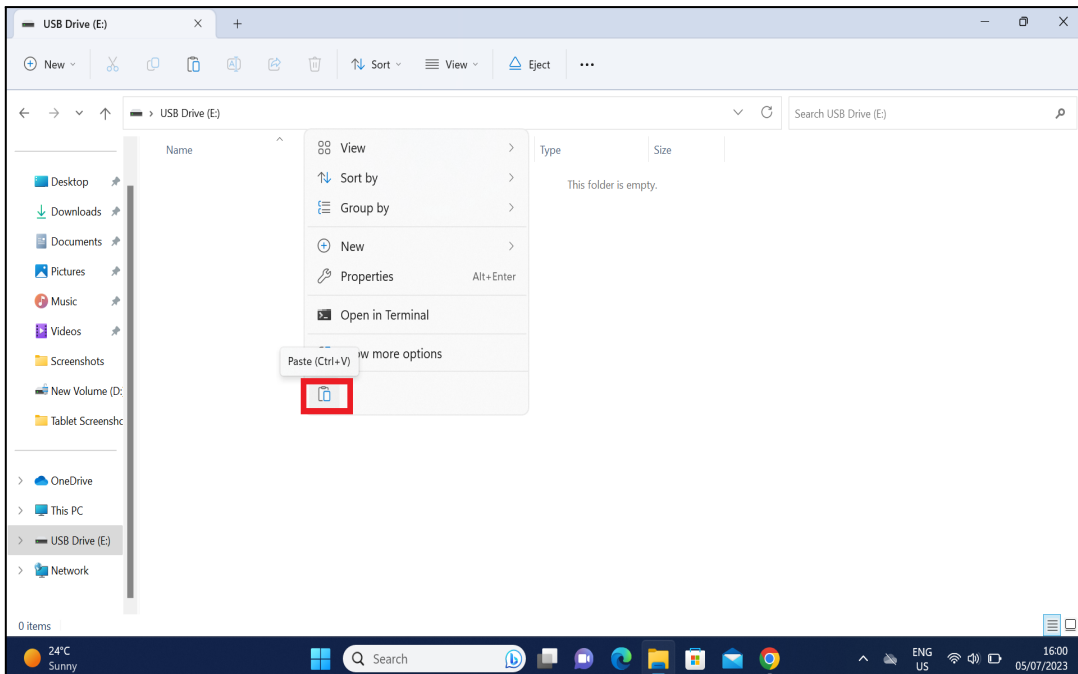 USB Drive (E:)
New
Sort
View
Eject
USB Drive (E:)
Search USB Drive (E:)
Name
Type
Size
This folder is empty.
View
Sort by
Group by
New
Properties Alt+Enter
Open in Terminal
ow more options
Paste (Ctrl+V)
Desktop
Downloads
Documents
Pictures
Music
Videos
Screenshots
New Volume (D:
Tablet Screensho
OneDrive
This PC
USB Drive (E:)
Network
0 items
24°C
Sunny
Search
ENG
US
16:00
05/07/2023